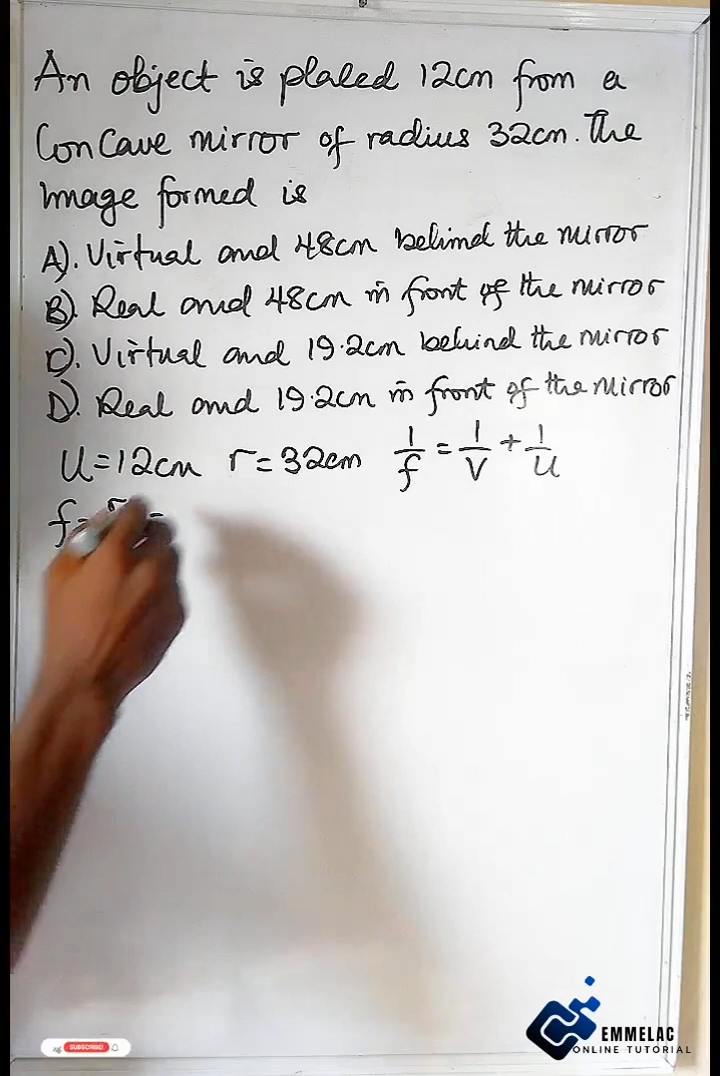 An object is placed 12cm from a
Concave mirror of radius 32cm. The
Image formed is
A). Virtual and 48cm behind the mirror
B). Real and 48cm in front of the mirror
C). Virtual and 19.2cm behind the mirror
D). Real and 19.2cm in front of the mirror
U=12cm r=32cm 1/f = 1/v + 1/u
f= r =
SUBSCRIBE
EMMELAC
ONLINE TUTORIAL